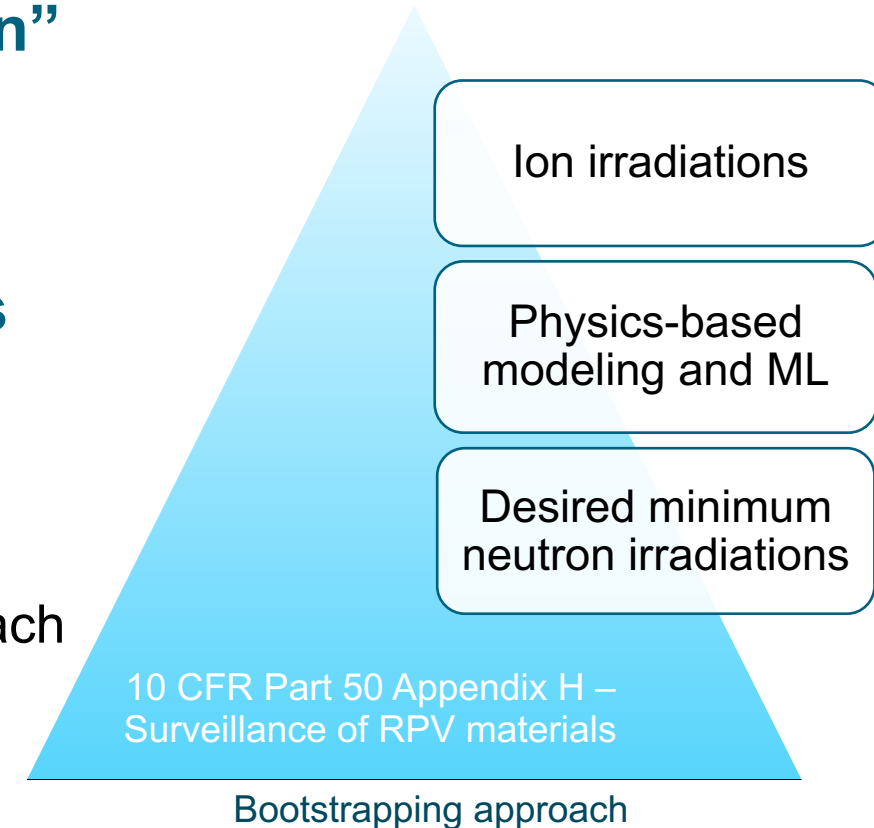 n”
Ion irradiations
s
Physics-based
modeling and ML
Desired minimum
neutron irradiations
ach
10 CFR Part 50 Appendix H –
Surveillance of RPV materials
Bootstrapping approach